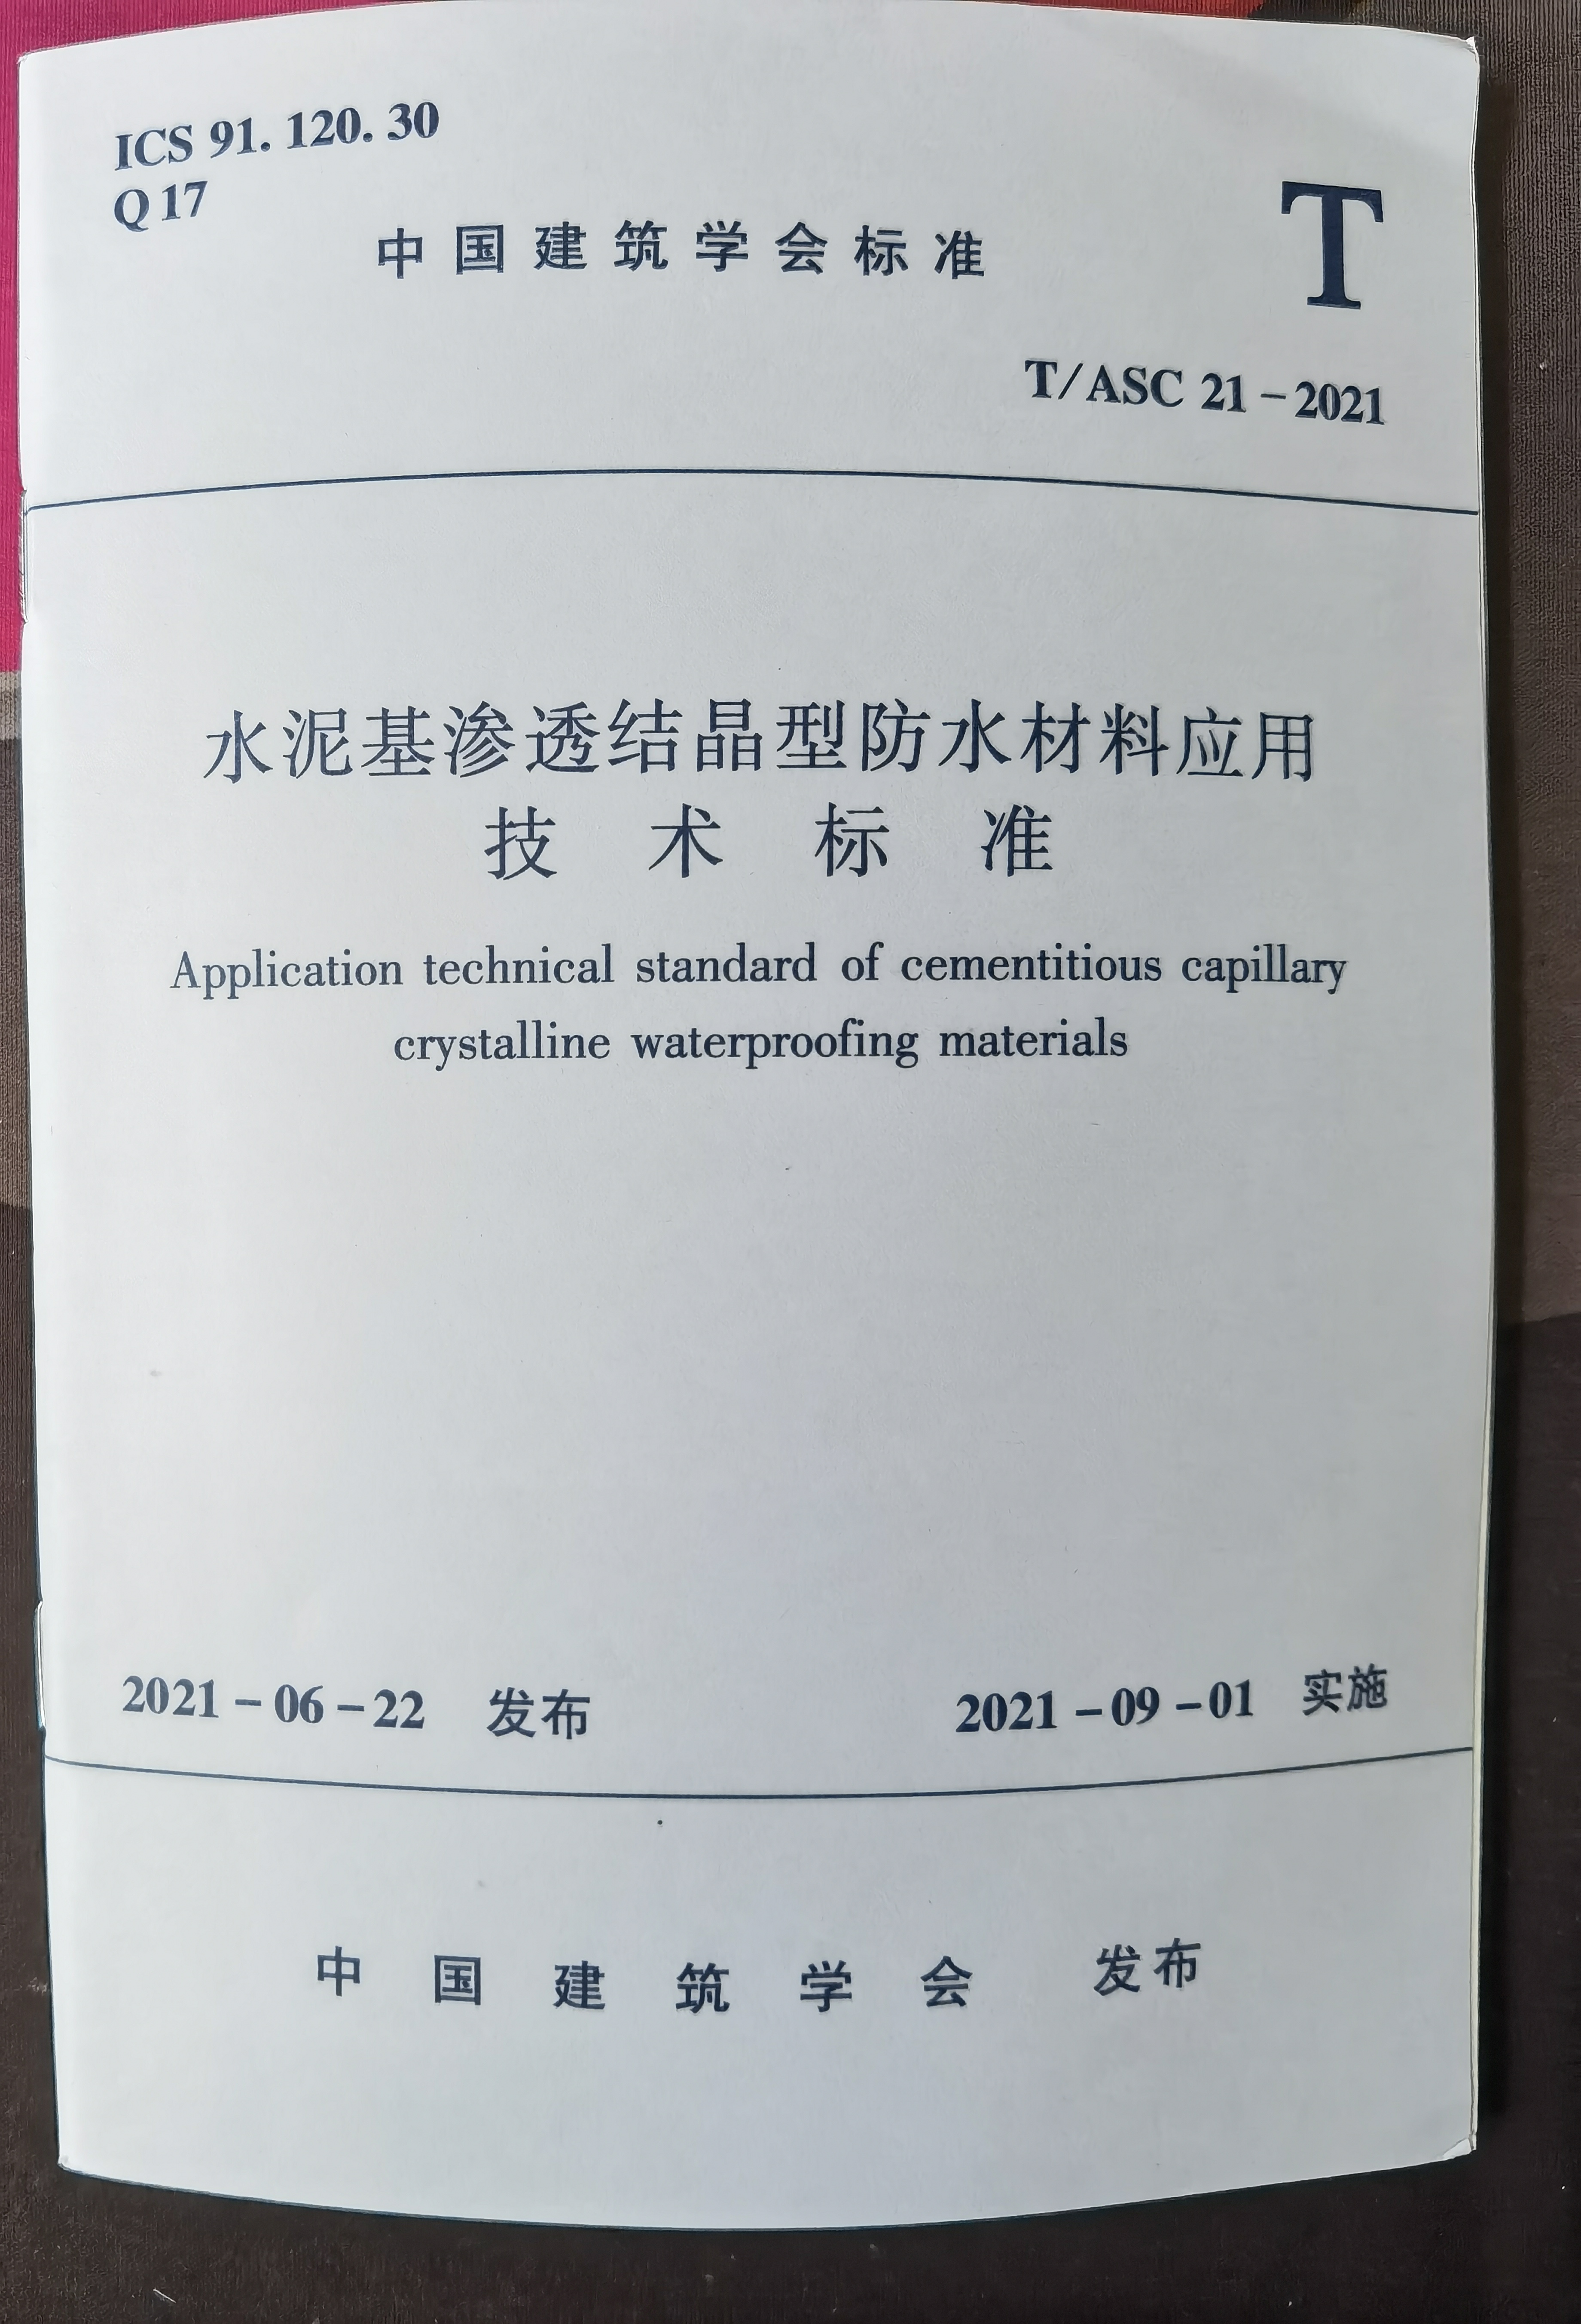 ICS 91.120.30
Q 17
中国建筑学会标准
T
T/ASC 21-2021
水泥基渗透结晶型防水材料应用
技术标准
Application technical standard of cementitious capillary
crystalline waterproofing materials
2021-06-22 发布 2021-09-01 实施
中国建筑学会 发布